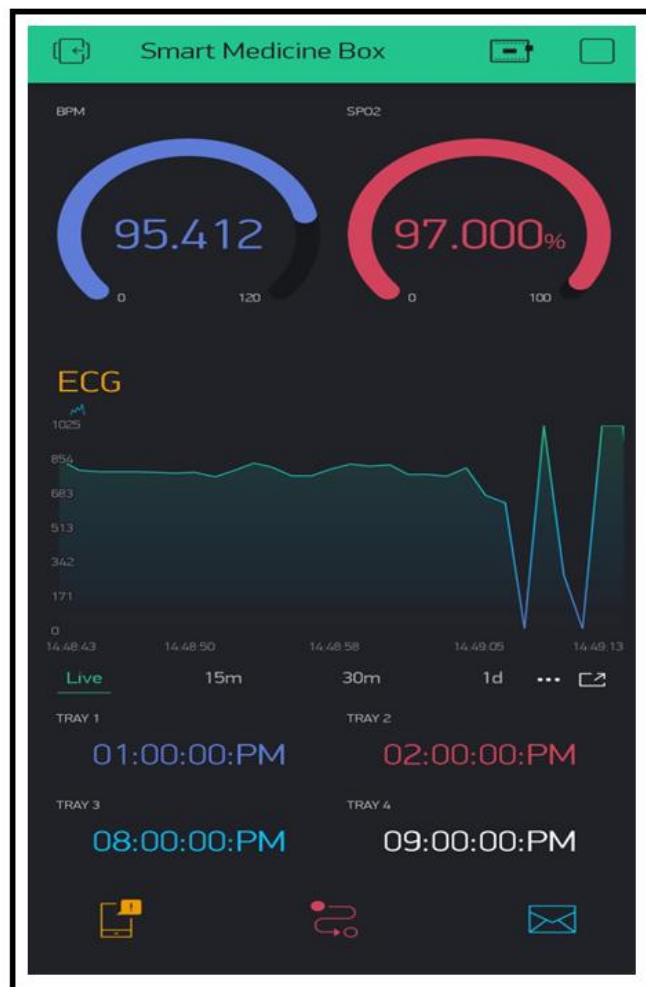 Smart Medicine Box
BPM SPO2
95.412 97.000%
0 120 0 100
ECG
1025
854
683
513
342
171
0
14:48:43 14:48:50 14:48:58 14:49:05 14:49:13
Live 15m 30m 1d ...
TRAY 1 TRAY 2
01:00:00:PM 02:00:00:PM
TRAY 3 TRAY 4
08:00:00:PM 09:00:00:PM